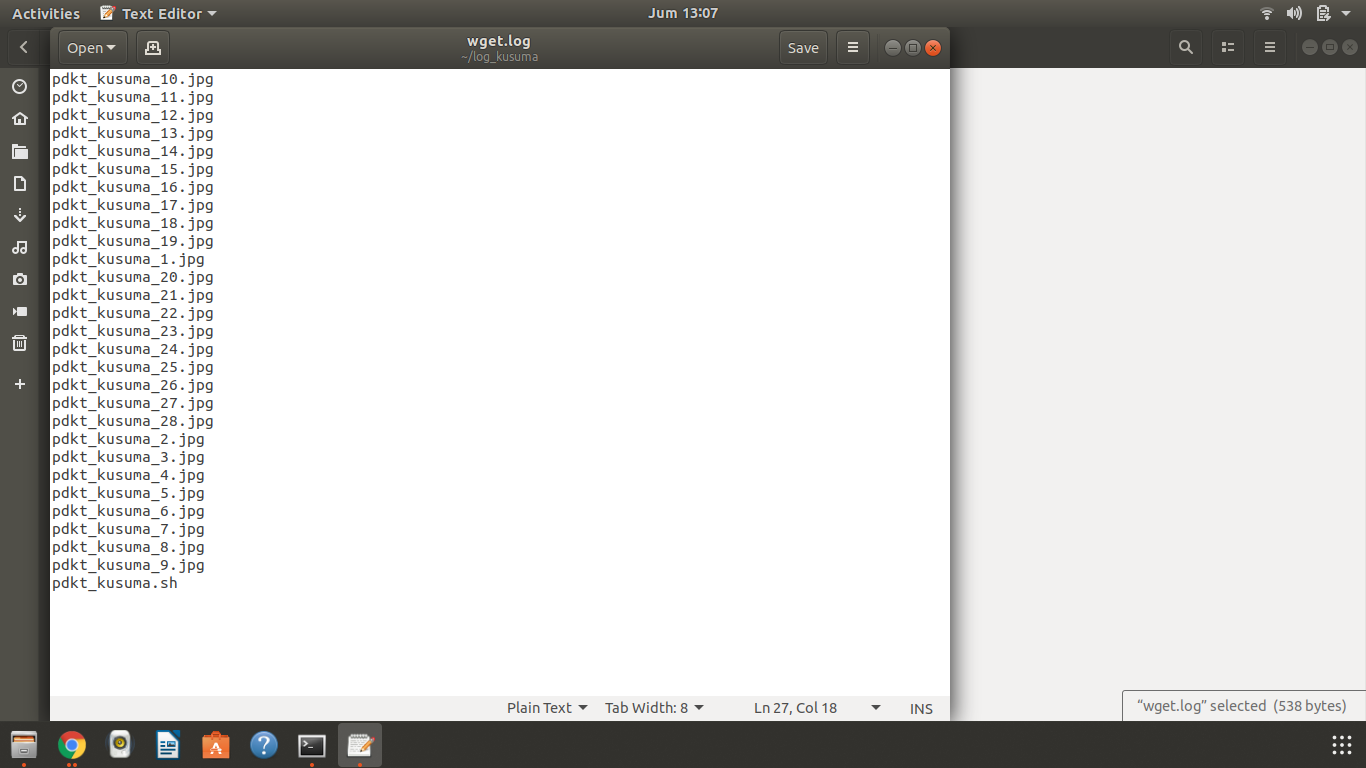 Activities
Text Editor
Jum 13:07
Open
wget.log
~/log_kusuma
Save
pdkt_kusuma_10.jpg
pdkt_kusuma_11.jpg
pdkt_kusuma_12.jpg
pdkt_kusuma_13.jpg
pdkt_kusuma_14.jpg
pdkt_kusuma_15.jpg
pdkt_kusuma_16.jpg
pdkt_kusuma_17.jpg
pdkt_kusuma_18.jpg
pdkt_kusuma_19.jpg
pdkt_kusuma_1.jpg
pdkt_kusuma_20.jpg
pdkt_kusuma_21.jpg
pdkt_kusuma_22.jpg
pdkt_kusuma_23.jpg
pdkt_kusuma_24.jpg
pdkt_kusuma_25.jpg
pdkt_kusuma_26.jpg
pdkt_kusuma_27.jpg
pdkt_kusuma_28.jpg
pdkt_kusuma_2.jpg
pdkt_kusuma_3.jpg
pdkt_kusuma_4.jpg
pdkt_kusuma_5.jpg
pdkt_kusuma_6.jpg
pdkt_kusuma_7.jpg
pdkt_kusuma_8.jpg
pdkt_kusuma_9.jpg
pdkt_kusuma.sh
Plain Text
Tab Width: 8
Ln 27, Col 18
INS
“wget.log” selected (538 bytes)